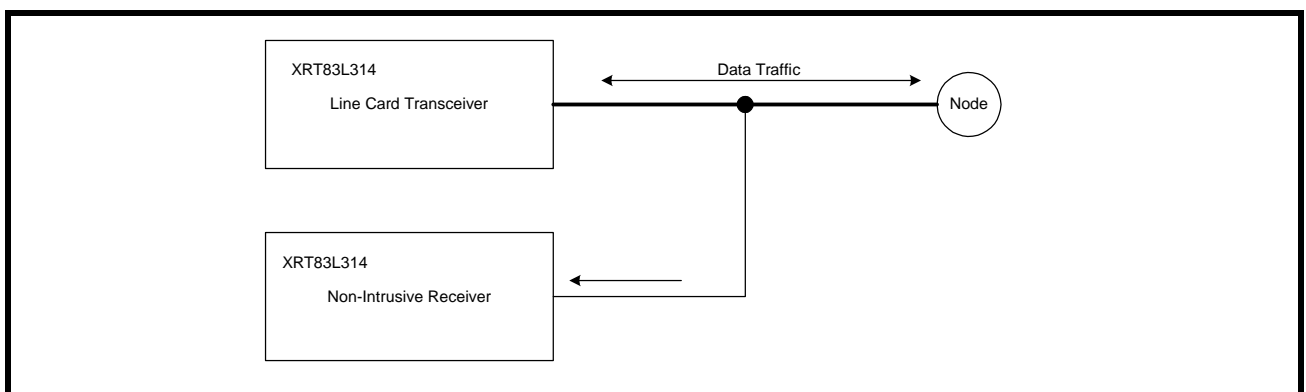 XRT83L314
Line Card Transceiver
Data Traffic
Node
XRT83L314
Non-Intrusive Receiver